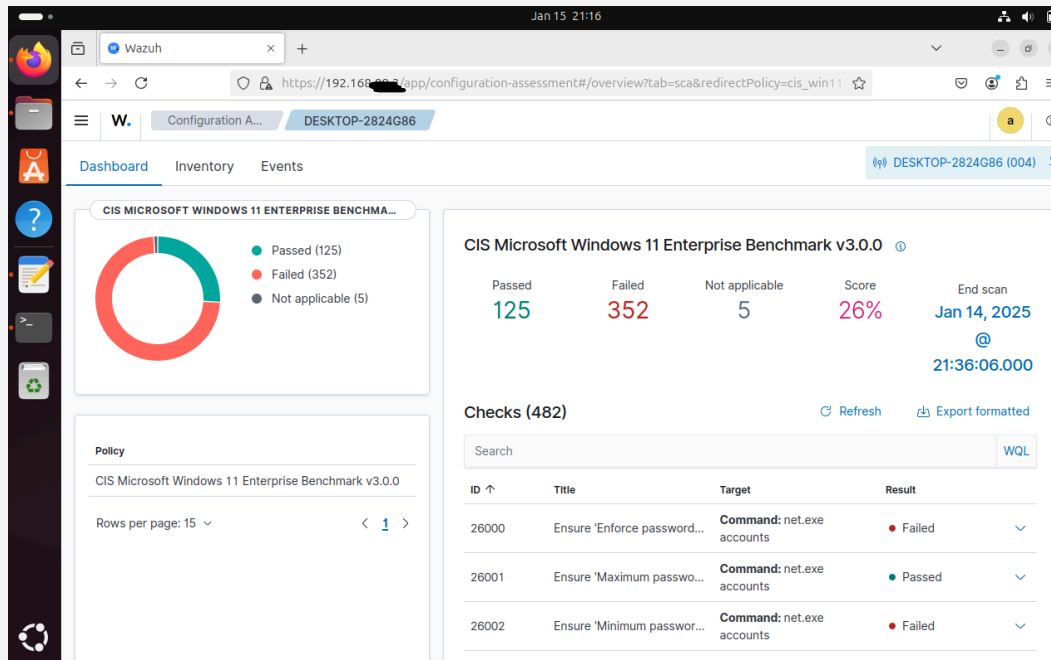 Jan 15 21:16
Wazuh
https://192.168 /app/configuration-assessment#/overview?tab=sca&redirectPolicy=cis_win11
W.
Configuration A...
DESKTOP-2824G86
a
Dashboard
Inventory
Events
DESKTOP-2824G86 (004)
CIS MICROSOFT WINDOWS 11 ENTERPRISE BENCHMA...
Passed (125)
Failed (352)
Not applicable (5)
Policy
CIS Microsoft Windows 11 Enterprise Benchmark v3.0.0
Rows per page: 15
1
CIS Microsoft Windows 11 Enterprise Benchmark v3.0.0
Passed Failed Not applicable Score End scan
125 352 5 26% Jan 14, 2025
@
21:36:06.000
Checks (482)
Refresh
Export formatted
Search
WQL
ID Title Target Result
26000 Ensure 'Enforce password... Command: net.exe Failed
accounts
26001 Ensure 'Maximum passwo... Command: net.exe Passed
accounts
26002 Ensure 'Minimum passwor... Command: net.exe Failed
accounts